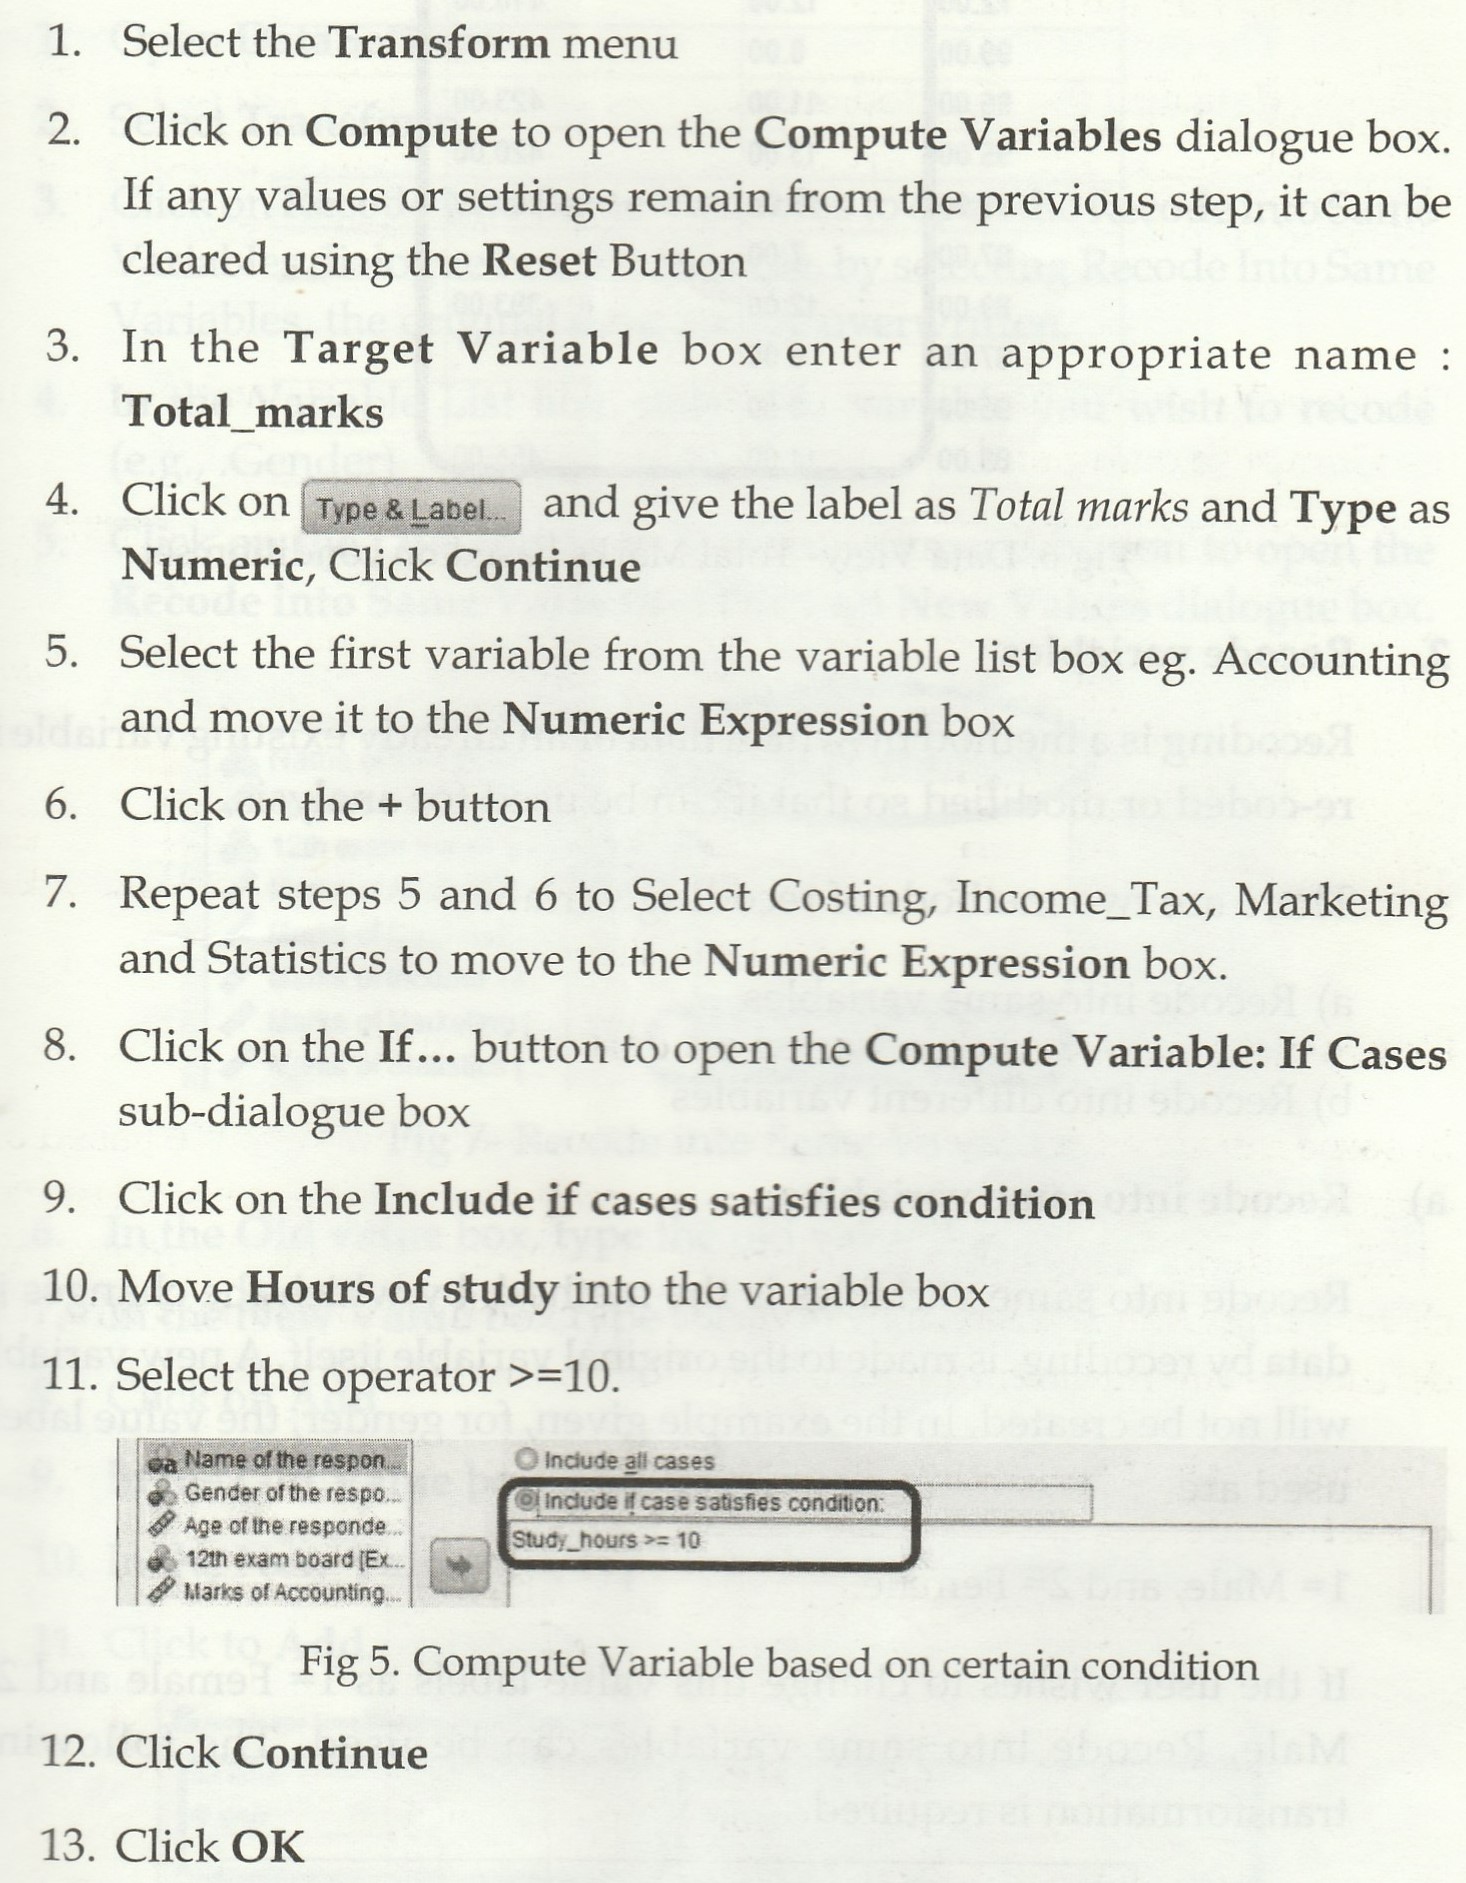 1. Select the Transform menu
2. Click on Compute to open the Compute Variables dialogue box.
If any values or settings remain from the previous step, it can be
cleared using the Reset Button
3. In the Target Variable box enter an appropriate name :
Total_marks
4. Click on Type & Label... and give the label as Total marks and Type as
Numeric, Click Continue
5. Select the first variable from the variable list box eg. Accounting
and move it to the Numeric Expression box
6. Click on the + button
7. Repeat steps 5 and 6 to Select Costing, Income_Tax, Marketing
and Statistics to move to the Numeric Expression box.
8. Click on the If... button to open the Compute Variable: If Cases
sub-dialogue box
9. Click on the Include if cases satisfies condition
10. Move Hours of study into the variable box
11. Select the operator >=10.
Name of the respon...
Gender of the respo...
Age of the responde...
12th exam board [Ex...
Marks of Accounting...
Include all cases
Include if case satisfies condition:
Study_hours >= 10
Fig 5. Compute Variable based on certain condition
12. Click Continue
13. Click OK